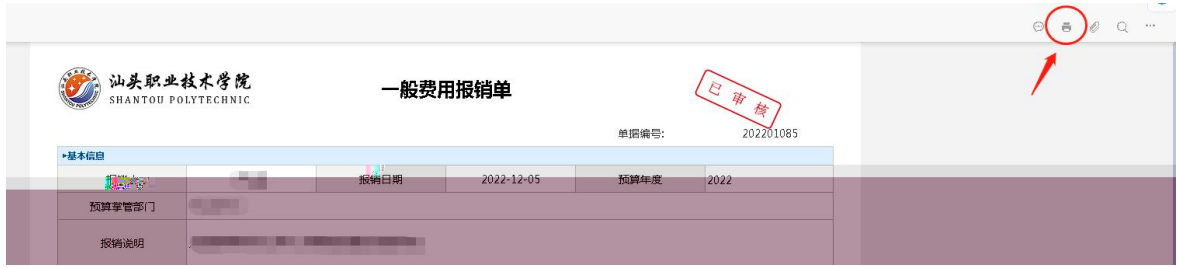 汕头职业技术学院
SHANTOU POLYTECHNIC
一般费用报销单
已审核
单据编号: 202201085
▸基本信息
报销日期 2022-12-05 预算年度 2022
预算掌管部门
报销说明